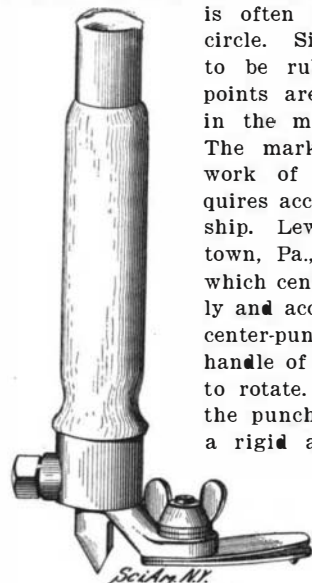 is often
circle. Si
to be ru
points are
in the m
The mark
work of
quires acc
ship. Lew
town, Pa.,
which cen
ly and acc
center-pun
handle of
to rotate.
the punch
a rigid a
SciAm. N.Y.